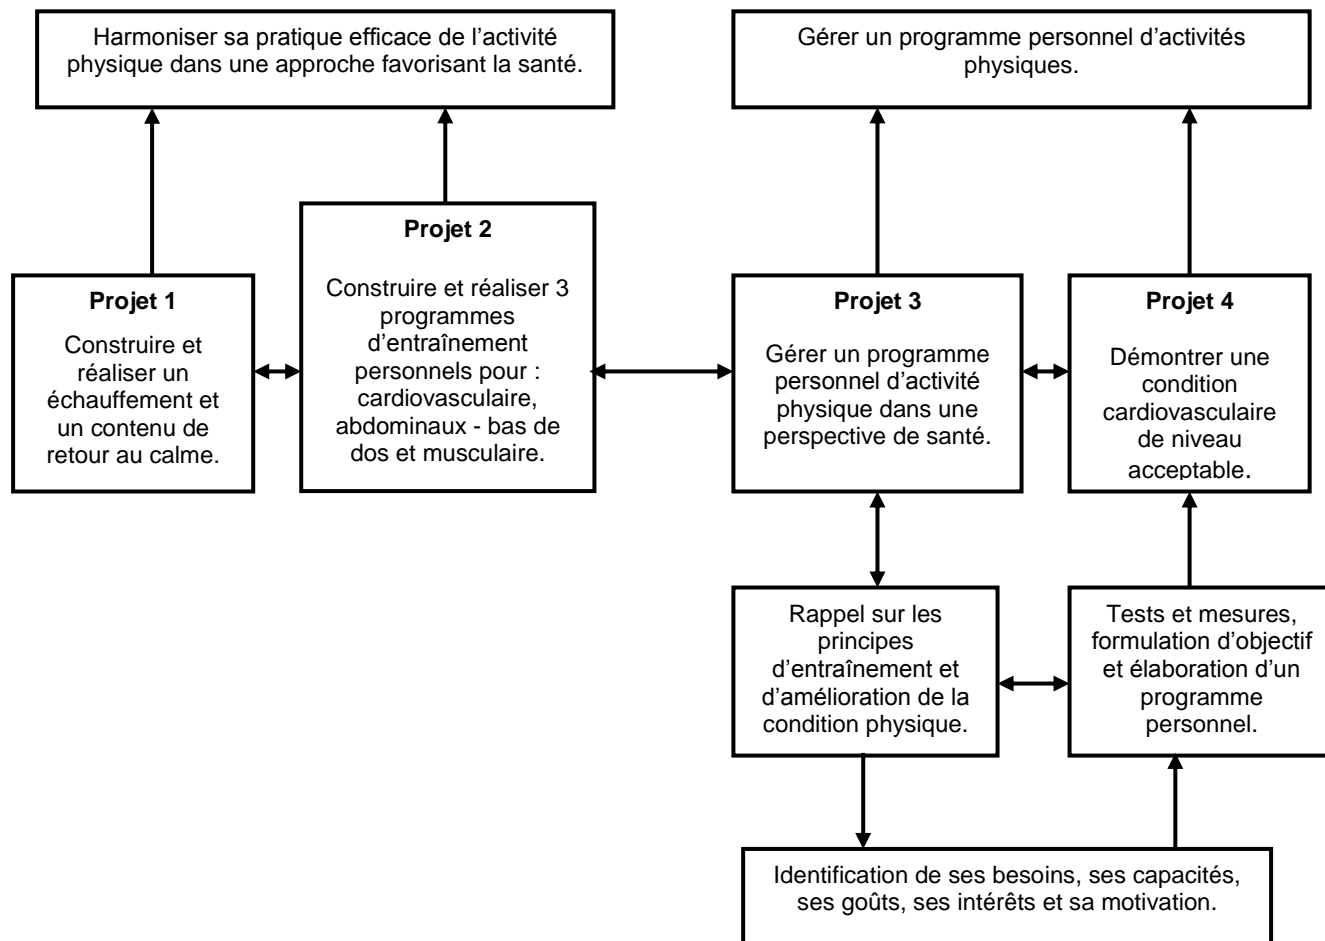 Harmoniser sa pratique efficace de l’activité
physique dans une approche favorisant la santé.
Gérer un programme personnel d’activités
physiques.
Projet 1
Construire et
réaliser un
échauffement et
un contenu de
retour au calme.
Projet 2
Construire et réaliser 3
programmes
d’entraînement
personnels pour :
cardiovasculaire,
abdominaux - bas de
dos et musculaire.
Projet 3
Gérer un programme
personnel d’activité
physique dans une
perspective de santé.
Projet 4
Démontrer une
condition
cardiovasculaire
de niveau
acceptable.
Rappel sur les
principes
d’entraînement et
d’amélioration de la
condition physique.
Tests et mesures,
formulation d’objectif
et élaboration d’un
programme
personnel.
Identification de ses besoins, ses capacités,
ses goûts, ses intérêts et sa motivation.